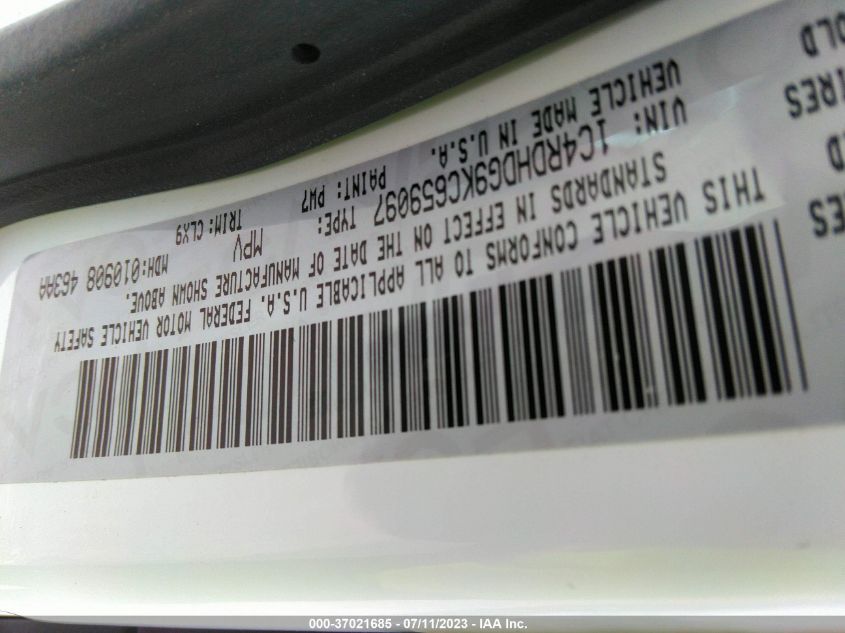 THIS VEHICLE CONFORMS TO ALL APPLICABLE U.S.A. FEDERAL MOTOR VEHICLE SAFETY
STANDARDS IN EFFECT ON THE DATE OF MANUFACTURE SHOWN ABOVE.
VIN: 1C4RDHDG9KC659097 TYPE: MPV MDH:010908 463AA
VEHICLE MADE IN U.S.A. PAINT: PW7 TRIM: CLX9
000-37021685 - 07/11/2023 - IAA Inc.